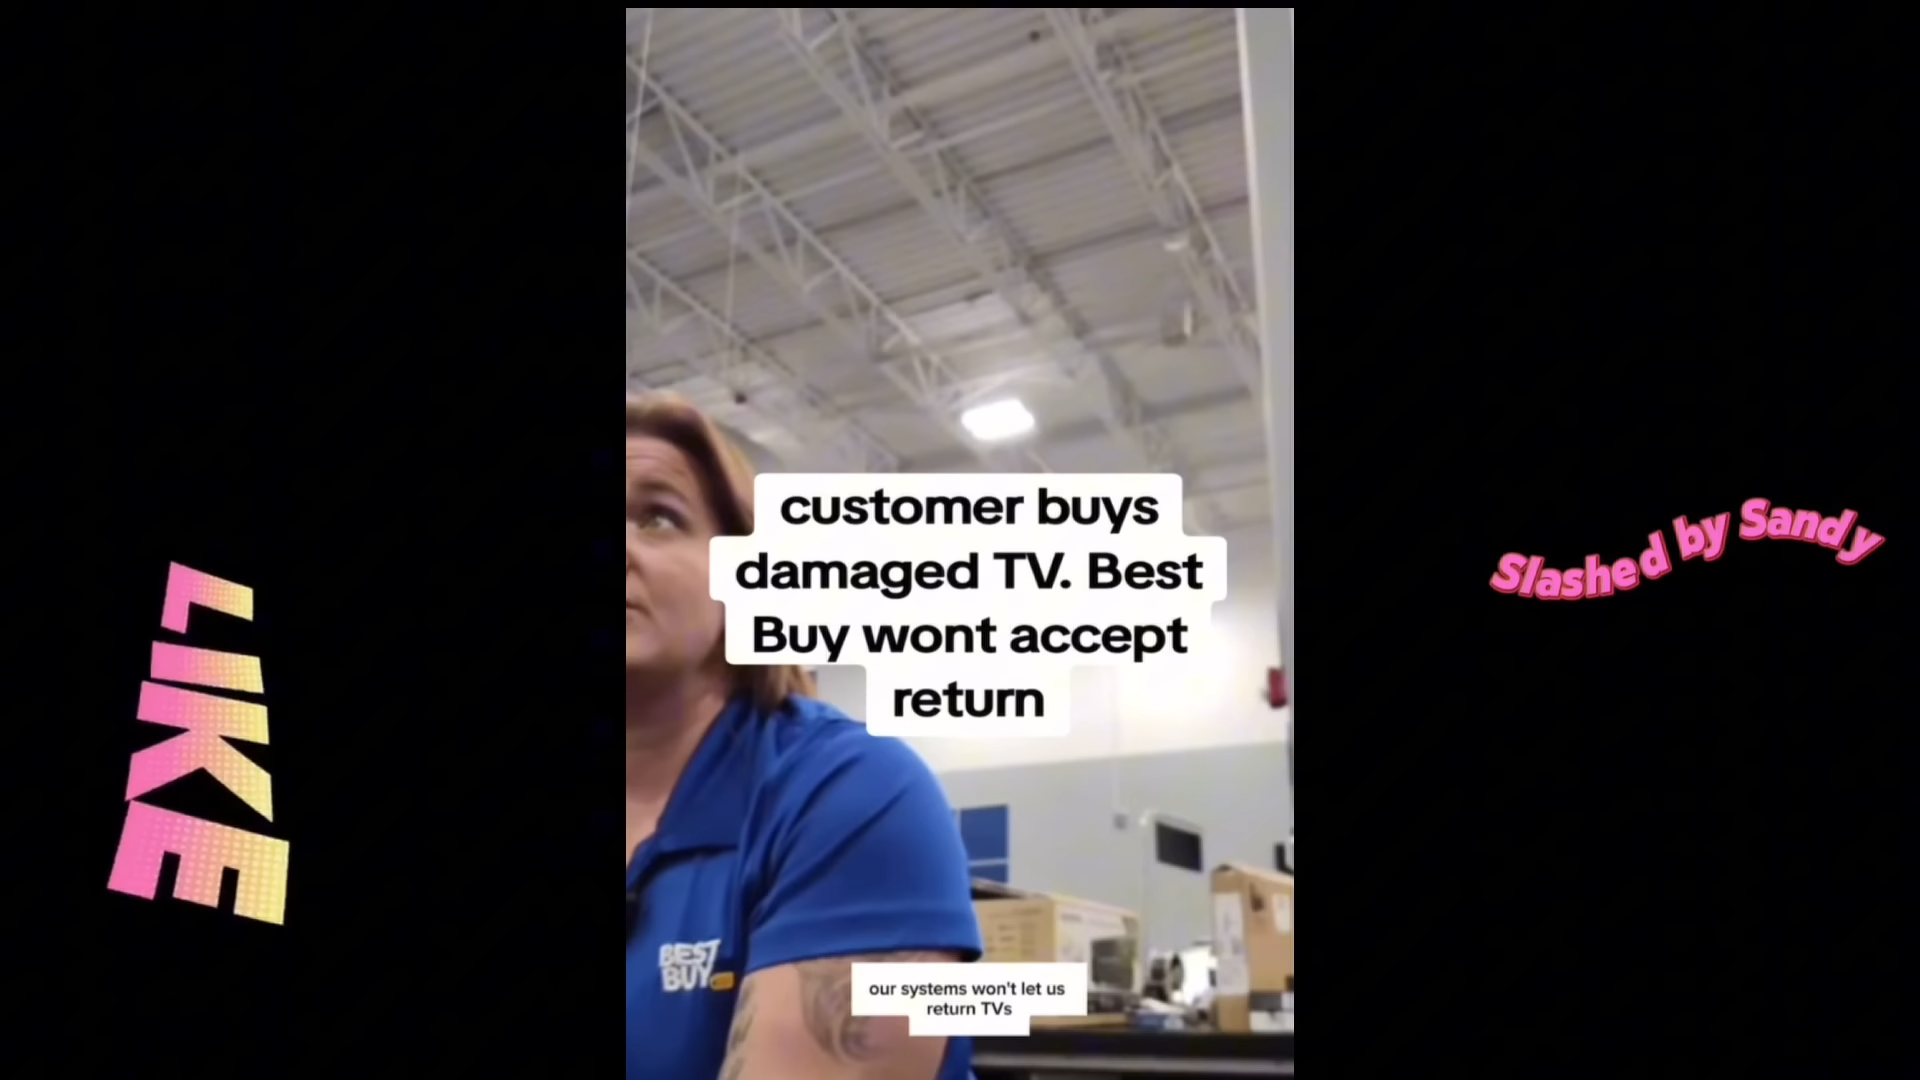 customer buys
damaged TV. Best
Buy wont accept
return
LIKE
Slashed by Sandy
BEST
BUY
our systems won't let us
return TVs